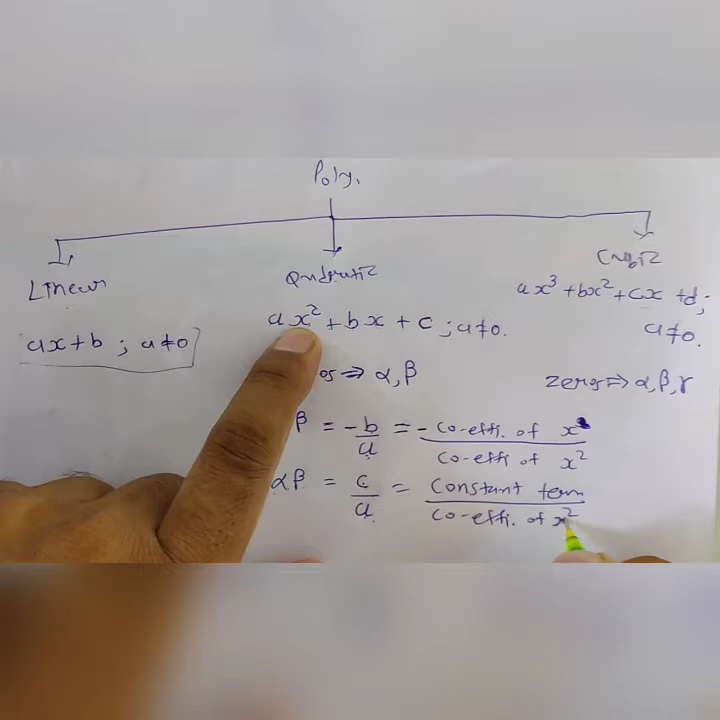 Poly.
Linear
Quadratic
Cubic
ax + b ; a ≠ 0
ax² + bx + c ; a ≠ 0.
ax³ + bx² + cx + d ;
a ≠ 0.
os ⇒ α, β
zeros ⇒ α, β, γ
β = -b/a = - co-effi. of x / co-effi of x²
αβ = c/a = constant term / co-effi. of x²